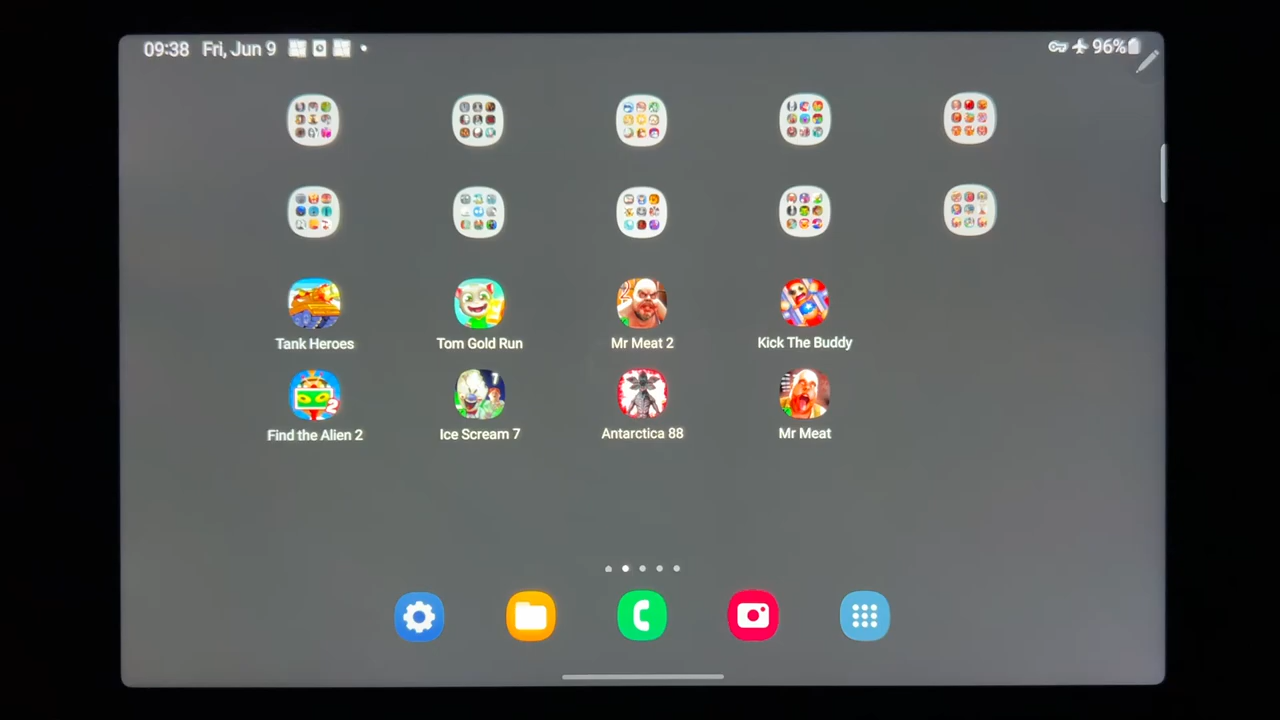 09:38 Fri, Jun 9
96%
Tank Heroes
Tom Gold Run
Mr Meat 2
Kick The Buddy
Find the Alien 2
Ice Scream 7
Antarctica 88
Mr Meat